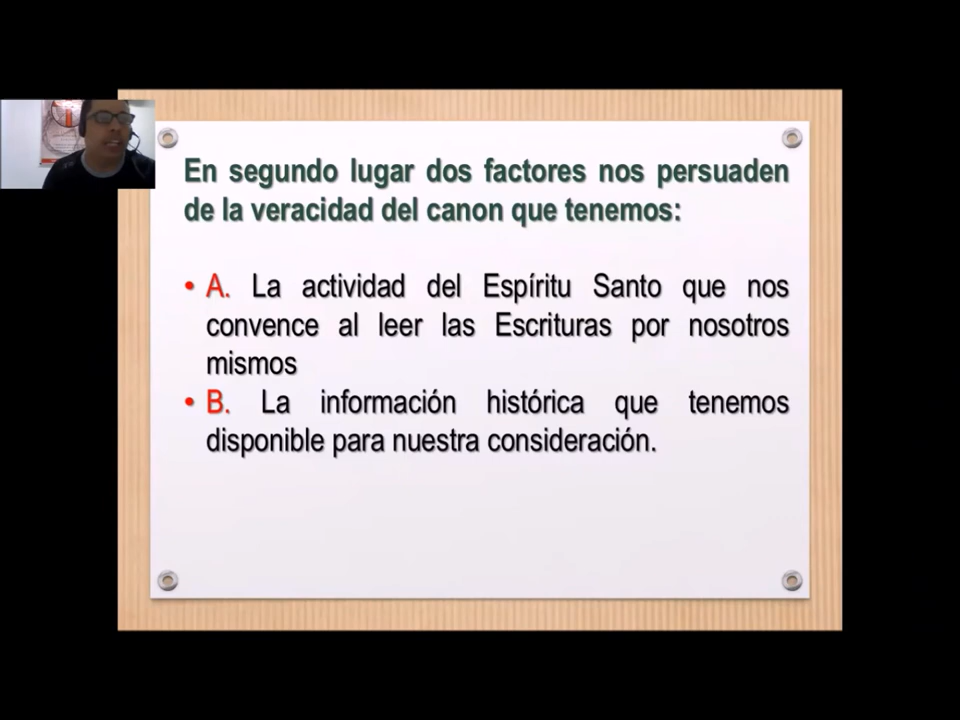 En segundo lugar dos factores nos persuaden
de la veracidad del canon que tenemos:
• A. La actividad del Espíritu Santo que nos
convence al leer las Escrituras por nosotros
mismos
• B. La información histórica que tenemos
disponible para nuestra consideración.